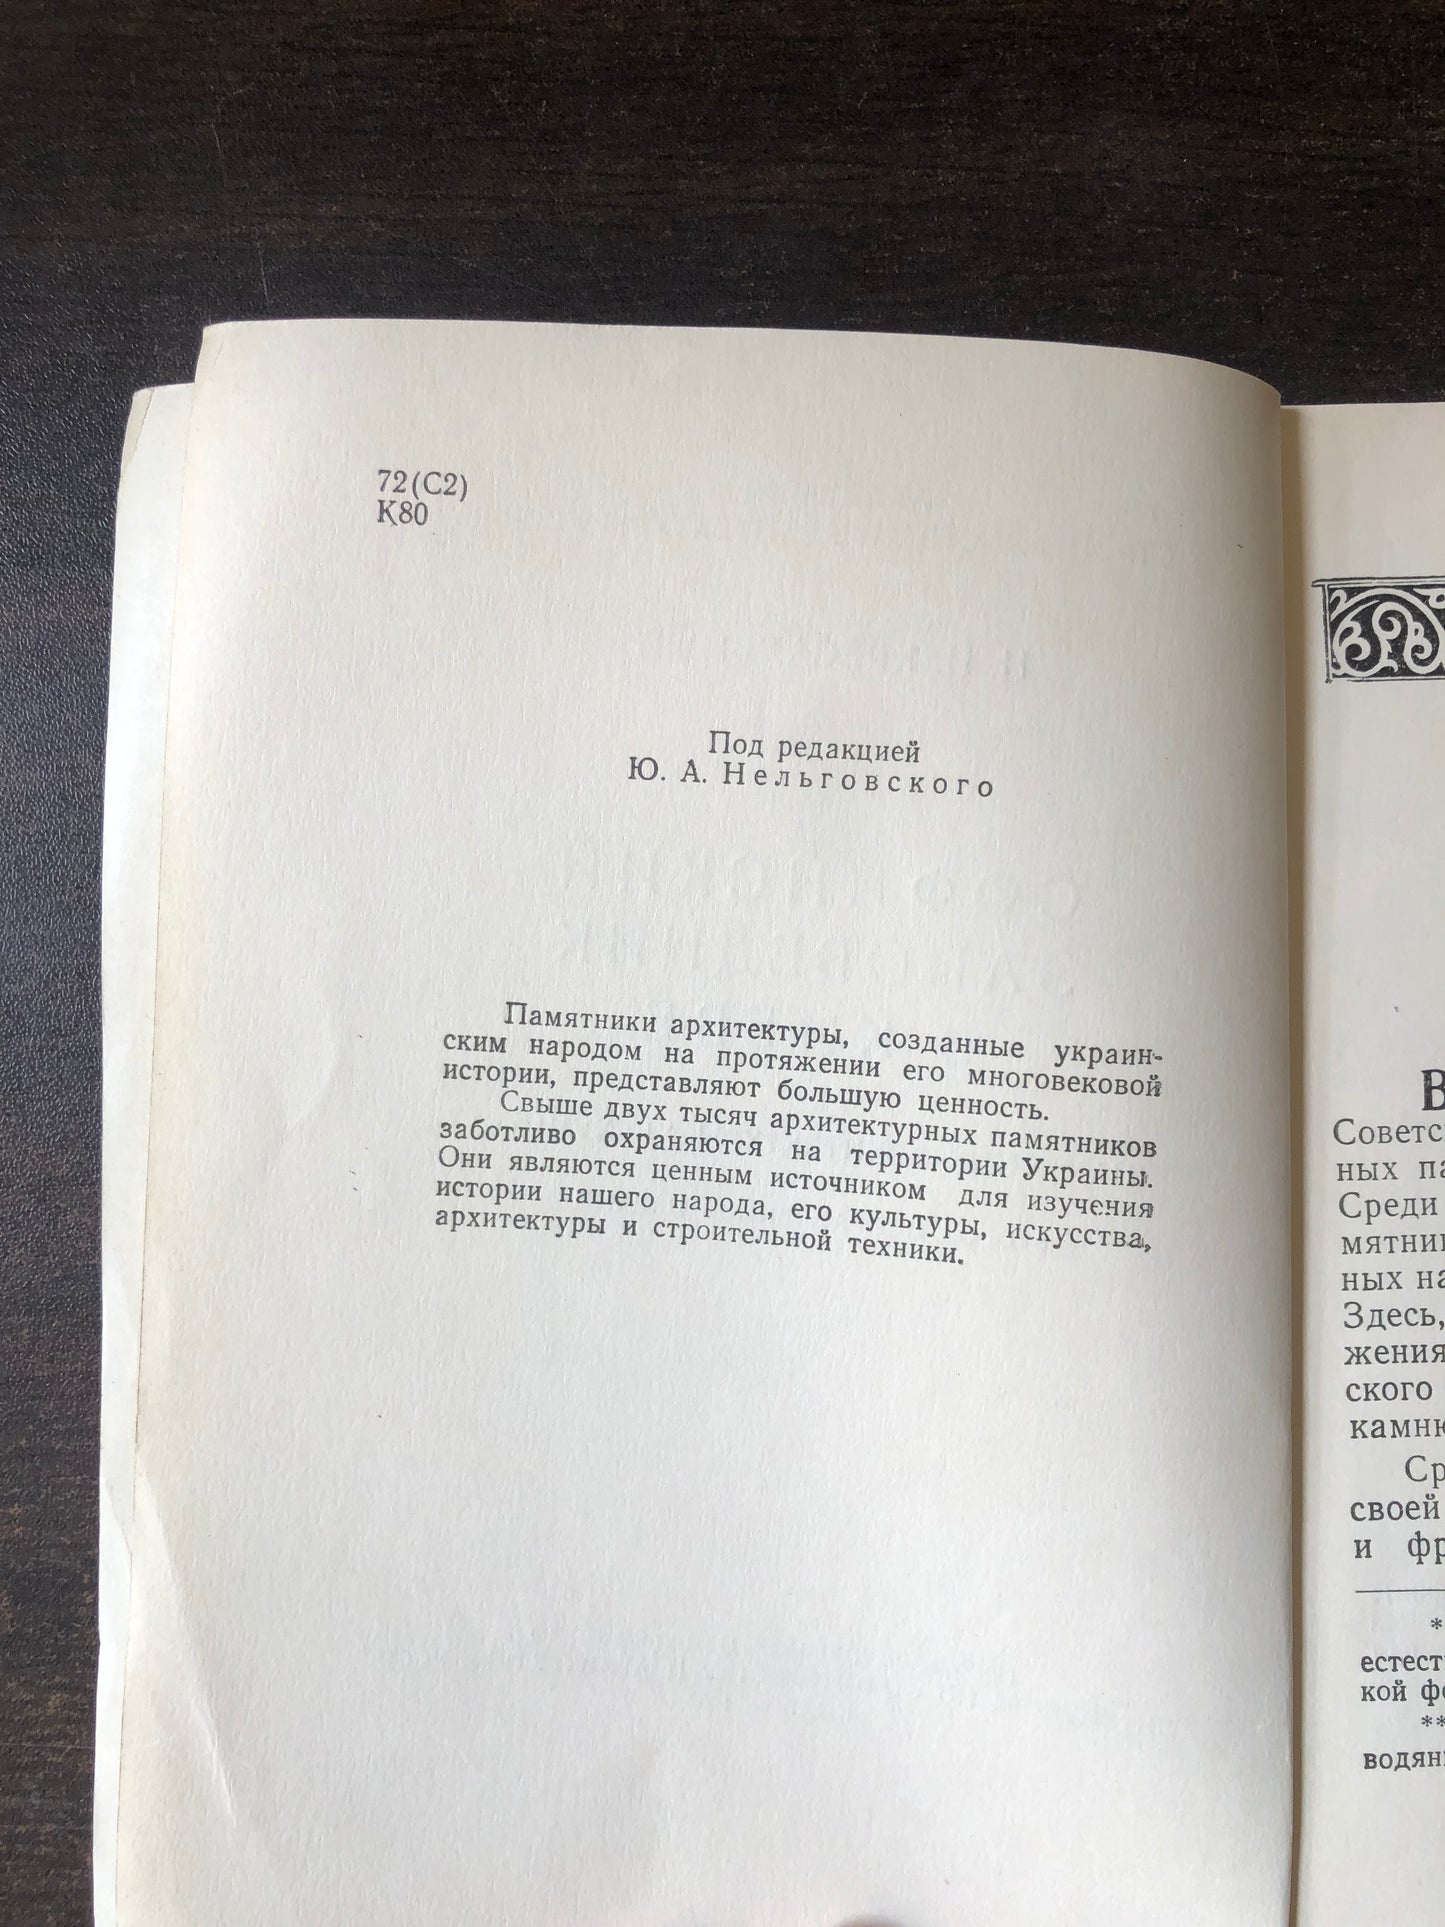 72(С2)
К80
Под редакцией
Ю. А. Нельговского
Памятники архитектуры, созданные украин-
ским народом на протяжении его многовековой
истории, представляют большую ценность.
Свыше двух тысяч архитектурных памятников
заботливо охраняются на территории Украины.
Они являются ценным источником для изучения
истории нашего народа, его культуры, искусства,
архитектуры и строительной техники.
В
Советс
ных па
Среди
мятник
ных на
Здесь,
жения
ского
камню
Ср
своей
и фр
*
естест
кой фо
**
водян